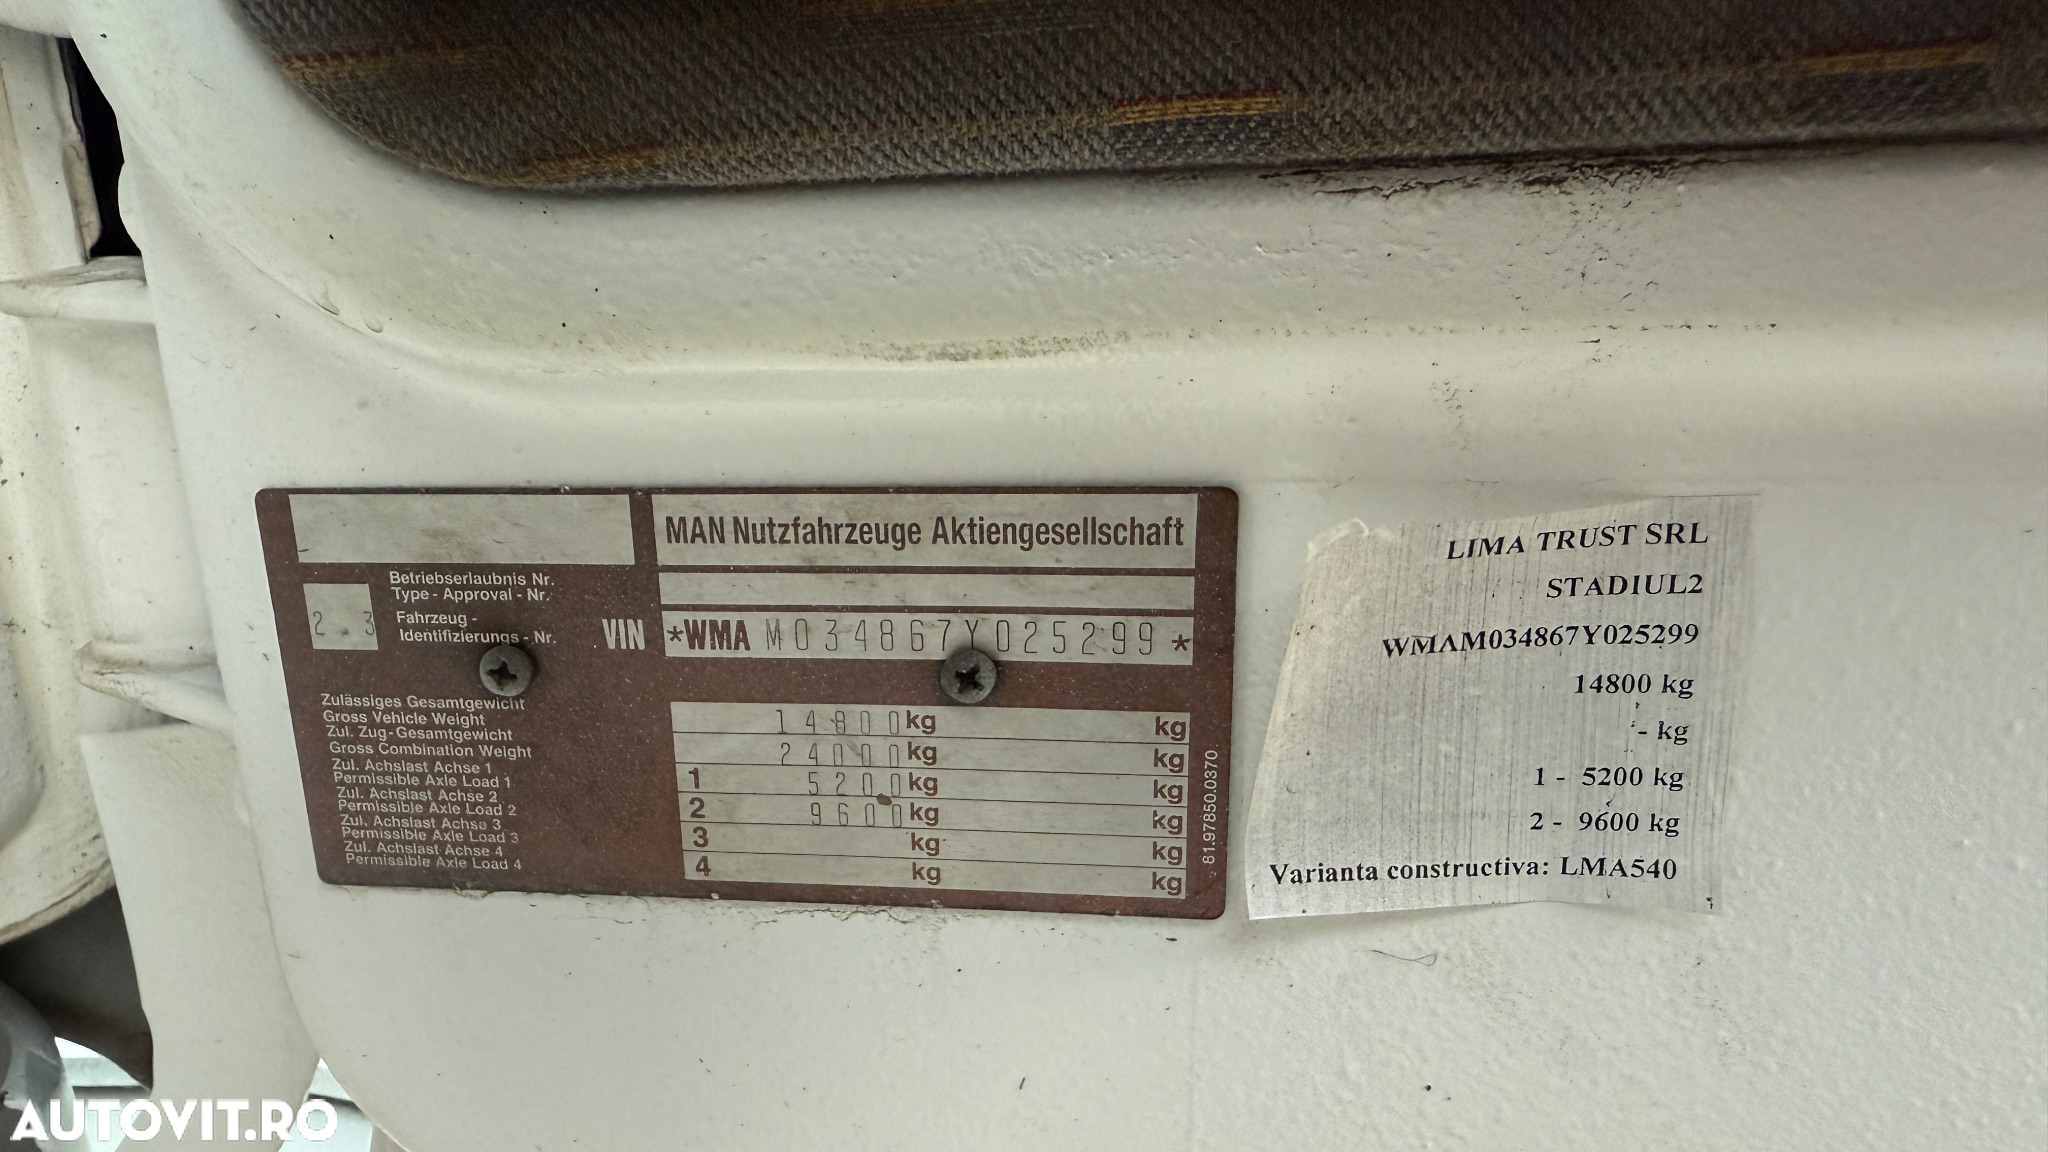 MAN Nutzfahrzeuge Aktiengesellschaft
Betriebserlaubnis Nr.
Type - Approval - Nr.
2.3
Fahrzeug -
Identifizierungs - Nr.
VIN *WMA M034867Y025299 *
Zulässiges Gesamtgewicht
Gross Vehicle Weight
14800 kg kg
Zul. Zug-Gesamtgewicht
Gross Combination Weight
24000 kg kg
Zul. Achslast Achse 1
Permissible Axle Load 1
1 5200 kg kg
Zul. Achslast Achse 2
Permissible Axle Load 2
2 9600 kg kg
Zul. Achslast Achse 3
Permissible Axle Load 3
3 kg kg
Zul. Achslast Achse 4
Permissible Axle Load 4
4 kg kg
81.97850.0370.
LIMA TRUST SRL
STADIUL2
WMAM034867Y025299
14800 kg
- kg
1 - 5200 kg
2 - 9600 kg
Varianta constructiva: LMA540
AUTOVIT.RO